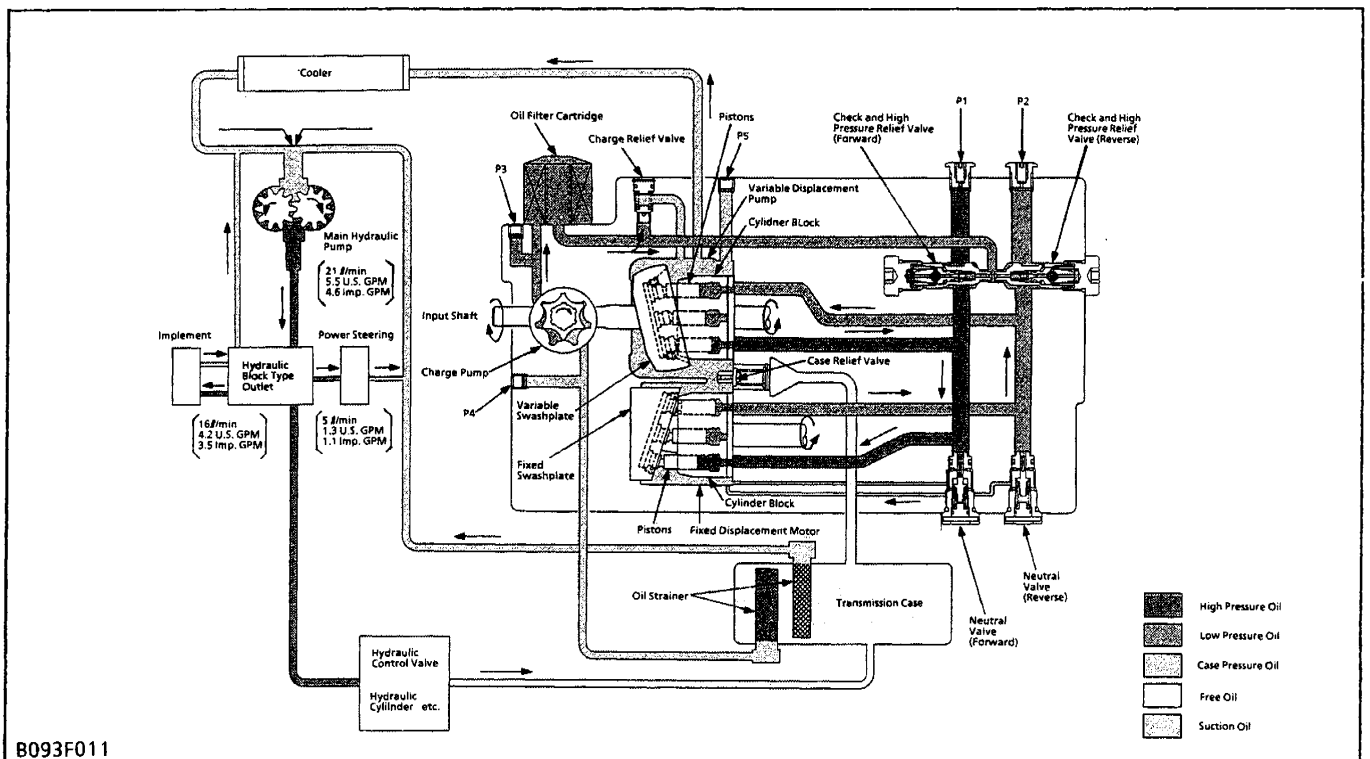 Cooler
Oil Filter Cartridge
Charge Relief Valve
Pistons
P5
P3
Check and High
Pressure Relief Valve
(Forward)
P1
P2
Check and High
Pressure Relief
Valve
(Reverse)
Variable Displacement
Pump
Cylidner BLock
Main Hydraulic
Pump
21 ℓ/min
5.5 U.S. GPM
4.6 Imp. GPM
Input Shaft
Implement
Power Steering
Hydraulic
Block Type
Outlet
Charge Pump
Case Relief Valve
P4
Variable
Swashplate
16ℓ/min
4.2 U.S. GPM
3.5 Imp. GPM
5 ℓ/min
1.3 U.S. GPM
1.1 Imp. GPM
Fixed
Swashplate
Cylinder Block
Pistons
Fixed Displacement Motor
Oil Strainer
Transmission Case
Neutral
Valve
(Forward)
Neutral
Valve
(Reverse)
Hydraulic
Control Valve
Hydraulic
Cylilnder etc.
High Pressure Oil
Low Pressure Oil
Case Pressure Oil
Free Oil
Suction Oil
B093F011